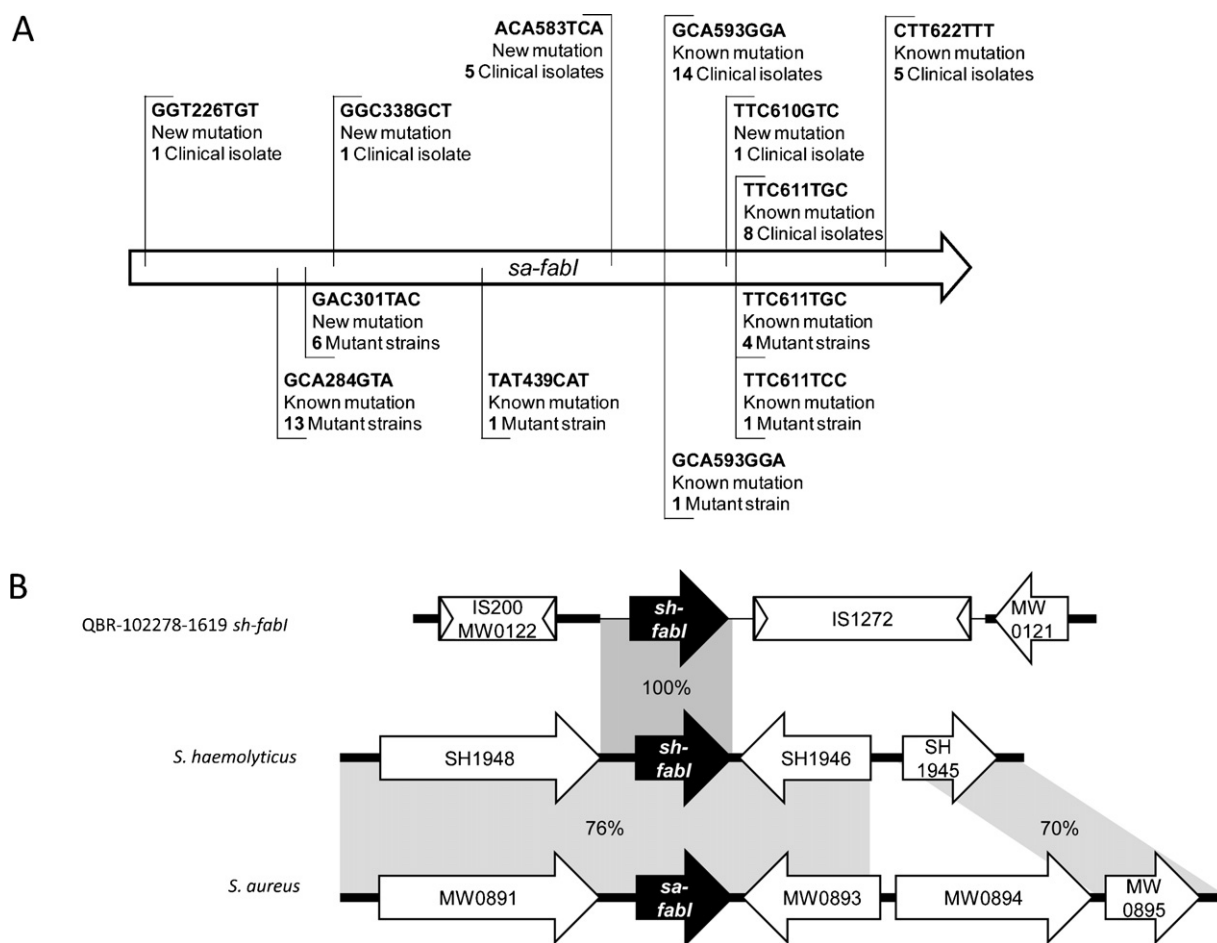 A
ACA583TCA
New mutation
5 Clinical isolates
GCA593GGA
Known mutation
14 Clinical isolates
CTT622TTT
Known mutation
5 Clinical isolates
GGT226TGT
New mutation
1 Clinical isolate
GGC338GCT
New mutation
1 Clinical isolate
TTC610GTC
New mutation
1 Clinical isolate
TTC611TGC
Known mutation
8 Clinical isolates
sa-fabI
GAC301TAC
New mutation
6 Mutant strains
TTC611TGC
Known mutation
4 Mutant strains
GCA284GTA
Known mutation
13 Mutant strains
TAT439CAT
Known mutation
1 Mutant strain
TTC611TCC
Known mutation
1 Mutant strain
GCA593GGA
Known mutation
1 Mutant strain
B
QBR-102278-1619 sh-fabI
IS200
MW0122
sh-
fabI
IS1272
MW
0121
100%
S. haemolyticus
SH1948
sh-
fabI
SH1946
SH
1945
76%
70%
S. aureus
MW0891
sa-
fabI
MW0893
MW0894
MW
0895